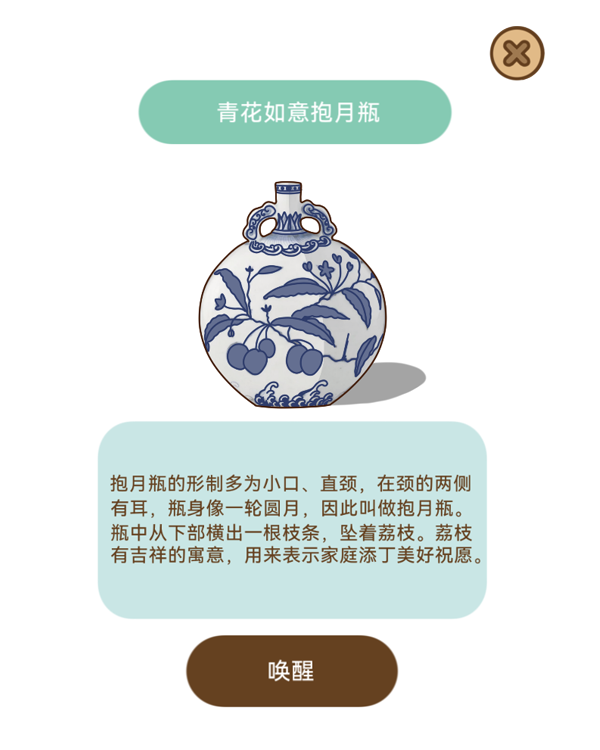 青花如意抱月瓶
抱月瓶的形制多为小口、直颈，在颈的两侧
有耳，瓶身像一轮圆月，因此叫做抱月瓶。
瓶中从下部横出一根枝条，坠着荔枝。荔枝
有吉祥的寓意，用来表示家庭添丁美好祝愿。
唤醒